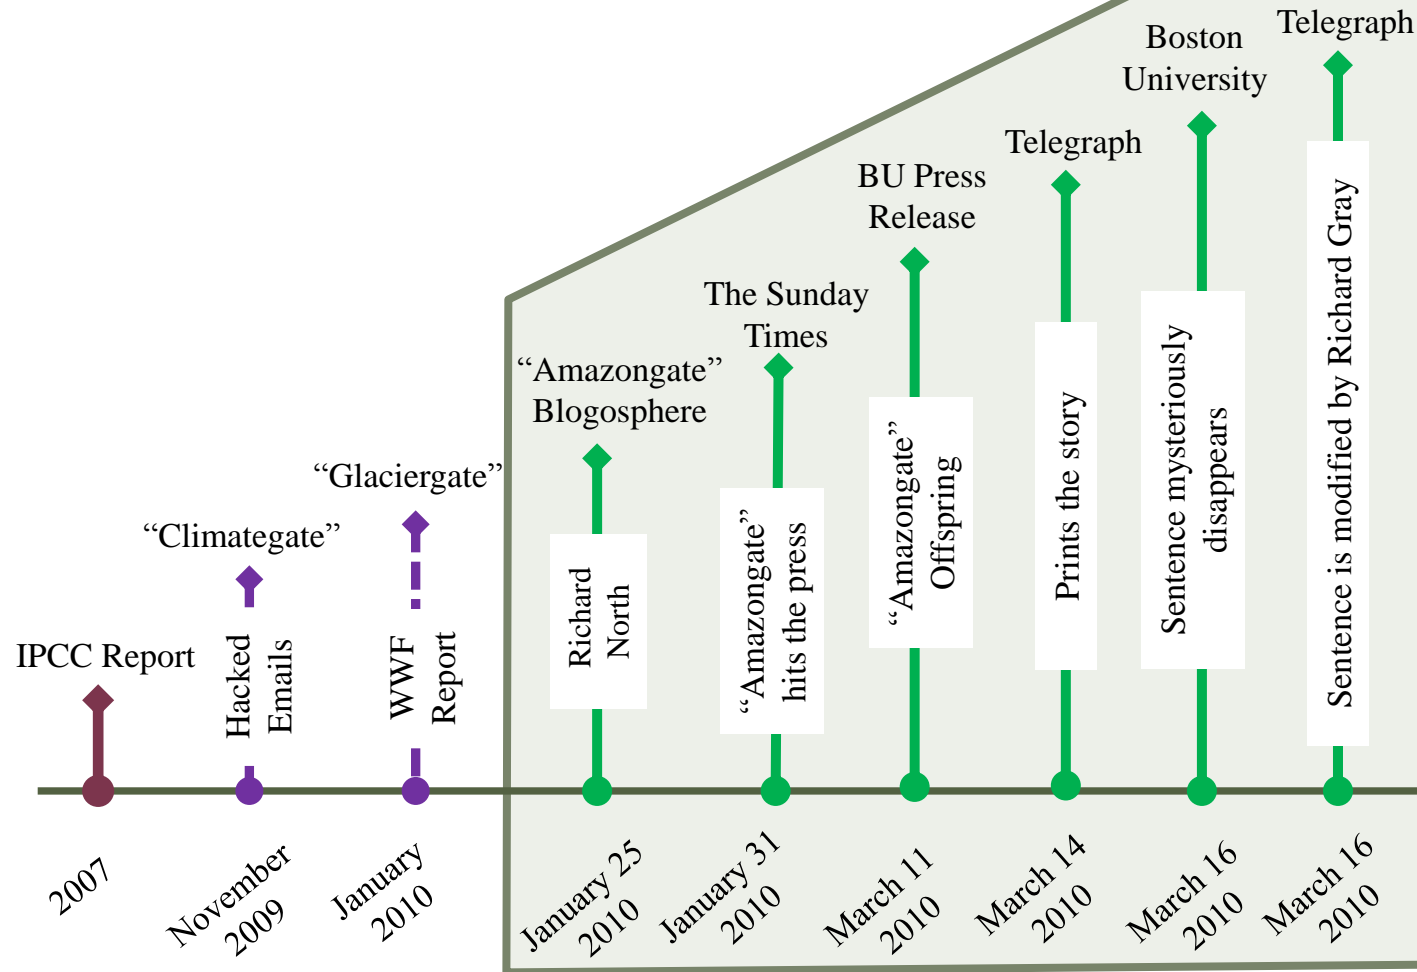 IPCC Report
2007
“Climategate”
Hacked
Emails
November
2009
“Glaciergate”
WWF
Report
January
2010
“Amazongate”
Blogosphere
Richard
North
January 25
2010
The Sunday
Times
“Amazongate”
hits the press
January 31
2010
BU Press
Release
“Amazongate”
Offspring
March 11
2010
Telegraph
Prints the story
March 14
2010
Boston
University
Sentence mysteriously
disappears
March 16
2010
Telegraph
Sentence is modified by Richard Gray
March 16
2010